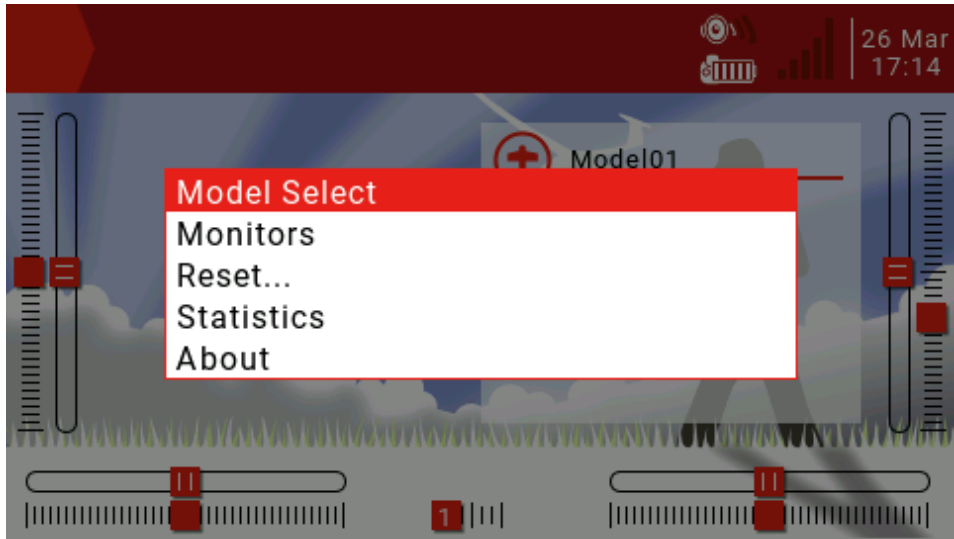 26 Mar
17:14
Model01
Model Select
Monitors
Reset...
Statistics
About
1